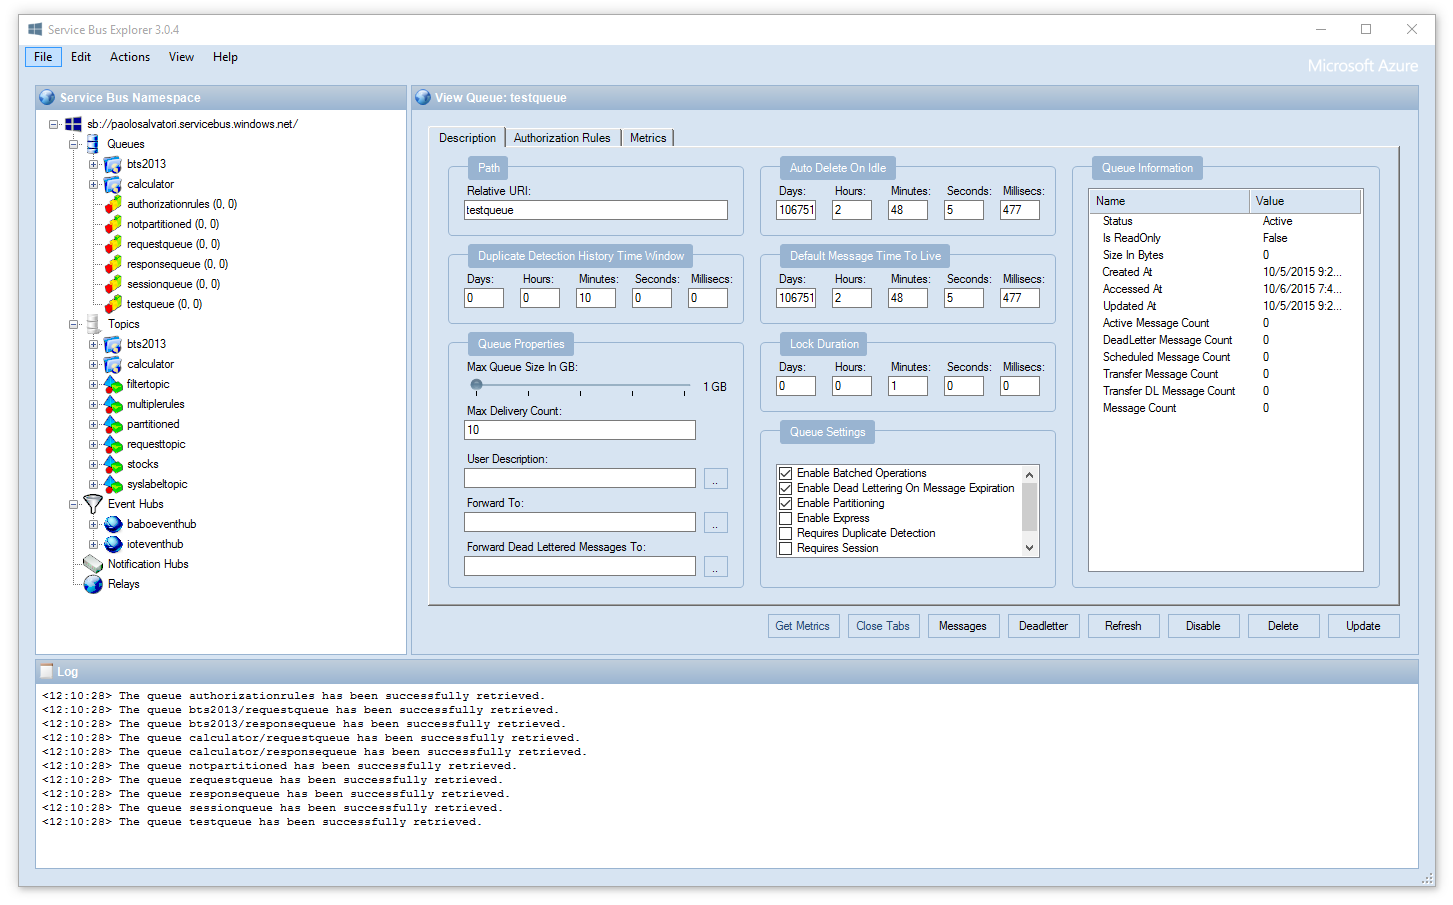 Service Bus Explorer 3.0.4
File Edit Actions View Help
Microsoft Azure
Service Bus Namespace
sb://paolosalvatori.servicebus.windows.net/
Queues
bts2013
calculator
authorizationrules (0, 0)
notpartitioned (0, 0)
requestqueue (0, 0)
responsequeue (0, 0)
sessionqueue (0, 0)
testqueue (0, 0)
Topics
bts2013
calculator
filtertopic
multiplerules
partitioned
requesttopic
stocks
syslabeltopic
Event Hubs
baboeventhub
ioteventhub
Notification Hubs
Relays
View Queue: testqueue
Description Authorization Rules Metrics
Path
Relative URI:
testqueue
Duplicate Detection History Time Window
Days: Hours: Minutes: Seconds: Millisecs:
0 0 10 0 0
Queue Properties
Max Queue Size In GB:
1 GB
Max Delivery Count:
10
User Description:
..
Forward To:
..
Forward Dead Lettered Messages To:
..
Auto Delete On Idle
Days: Hours: Minutes: Seconds: Millisecs:
106751 2 48 5 477
Default Message Time To Live
Days: Hours: Minutes: Seconds: Millisecs:
106751 2 48 5 477
Lock Duration
Days: Hours: Minutes: Seconds: Millisecs:
0 0 1 0 0
Queue Settings
Enable Batched Operations
Enable Dead Lettering On Message Expiration
Enable Partitioning
Enable Express
Requires Duplicate Detection
Requires Session
Queue Information
Name Value
Status Active
Is ReadOnly False
Size In Bytes 0
Created At 10/5/2015 9:2...
Accessed At 10/6/2015 7:4...
Updated At 10/5/2015 9:2...
Active Message Count 0
DeadLetter Message Count 0
Scheduled Message Count 0
Transfer Message Count 0
Transfer DL Message Count 0
Message Count 0
Get Metrics Close Tabs Messages Deadletter Refresh Disable Delete Update
Log
<12:10:28> The queue authorizationrules has been successfully retrieved.
<12:10:28> The queue bts2013/requestqueue has been successfully retrieved.
<12:10:28> The queue bts2013/responsequeue has been successfully retrieved.
<12:10:28> The queue calculator/requestqueue has been successfully retrieved.
<12:10:28> The queue calculator/responsequeue has been successfully retrieved.
<12:10:28> The queue notpartitioned has been successfully retrieved.
<12:10:28> The queue requestqueue has been successfully retrieved.
<12:10:28> The queue responsequeue has been successfully retrieved.
<12:10:28> The queue sessionqueue has been successfully retrieved.
<12:10:28> The queue testqueue has been successfully retrieved.